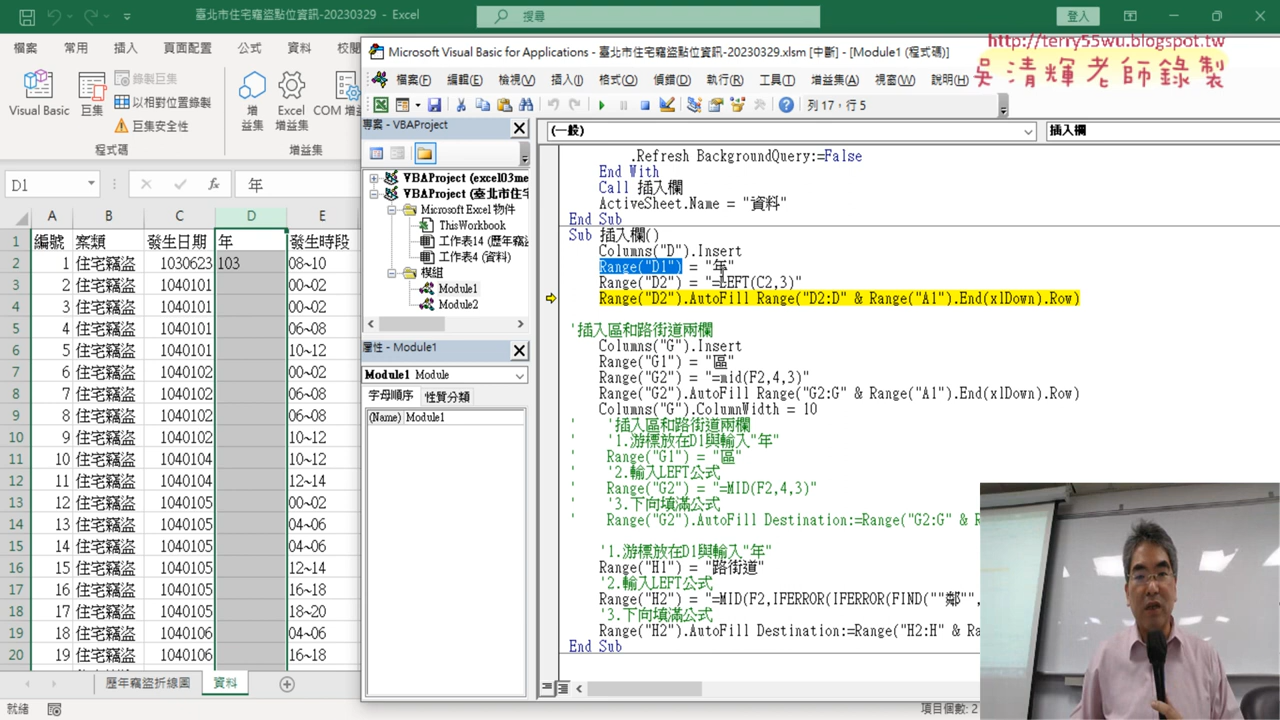 臺北市住宅竊盜點位資訊-20230329 - Excel
搜尋
登入
檔案 常用 插入 頁面配置 公式 資料 校閱
Visual Basic
巨集
錄製巨集
以相對位置錄製
巨集安全性
程式碼
增益集
Excel 增益集
COM 增益
增益集
D1
年
A B C D E
1 編號 案類 發生日期 年 發生時段
2 1 住宅竊盜 1030623 103 08~10
3 2 住宅竊盜 1040101 00~02
4 3 住宅竊盜 1040101 00~02
5 4 住宅竊盜 1040101 06~08
6 5 住宅竊盜 1040101 10~12
7 6 住宅竊盜 1040102 00~02
8 7 住宅竊盜 1040102 06~08
9 8 住宅竊盜 1040102 06~08
10 9 住宅竊盜 1040102 10~12
11 10 住宅竊盜 1040104 10~12
12 11 住宅竊盜 1040104 12~14
13 12 住宅竊盜 1040105 00~02
14 13 住宅竊盜 1040105 04~06
15 14 住宅竊盜 1040105 04~06
16 15 住宅竊盜 1040105 12~14
17 16 住宅竊盜 1040105 16~18
18 17 住宅竊盜 1040105 18~20
19 18 住宅竊盜 1040106 04~06
20 19 住宅竊盜 1040106 16~18
歷年竊盜折線圖 資料
就緒
項目個數: 2
Microsoft Visual Basic for Applications - 臺北市住宅竊盜點位資訊-20230329.xlsm [中斷] - [Module1 (程式碼)]
http://terry55wu.blogspot.tw
吳清輝老師錄製
檔案(F) 編輯(E) 檢視(V) 插入(I) 格式(O) 偵錯(D) 執行(R) 工具(T) 增益集(A) 視窗(W) 說明(H)
列 17，行 5
專案 - VBAProject
VBAProject (excel03me
VBAProject (臺北市住宅
Microsoft Excel 物件
ThisWorkbook
工作表14 (歷年竊盜
工作表4 (資料)
模組
Module1
Module2
屬性 - Module1
Module1 Module
字母順序 性質分類
(Name) Module1
(一般)
插入欄
.Refresh BackgroundQuery:=False
End With
Call 插入欄
ActiveSheet.Name = "資料"
End Sub
Sub 插入欄()
Columns("D").Insert
Range("D1") = "年"
Range("D2") = "=LEFT(C2,3)"
Range("D2").AutoFill Range("D2:D" & Range("A1").End(xlDown).Row)
'插入區和路街道兩欄
Columns("G").Insert
Range("G1") = "區"
Range("G2") = "=mid(F2,4,3)"
Range("G2").AutoFill Range("G2:G" & Range("A1").End(xlDown).Row)
Columns("G").ColumnWidth = 10
' '插入區和路街道兩欄
' '1.游標放在D1與輸入"年"
' Range("G1") = "區"
' '2.輸入LEFT公式
' Range("G2") = "=MID(F2,4,3)"
' '3.下向填滿公式
' Range("G2").AutoFill Destination:=Range("G2:G" & R
'1.游標放在D1與輸入"年"
Range("H1") = "路街道"
'2.輸入LEFT公式
Range("H2") = "=MID(F2,IFERROR(IFERROR(FIND(""鄰"",
'3.下向填滿公式
Range("H2").AutoFill Destination:=Range("H2:H" & Ra
End Sub